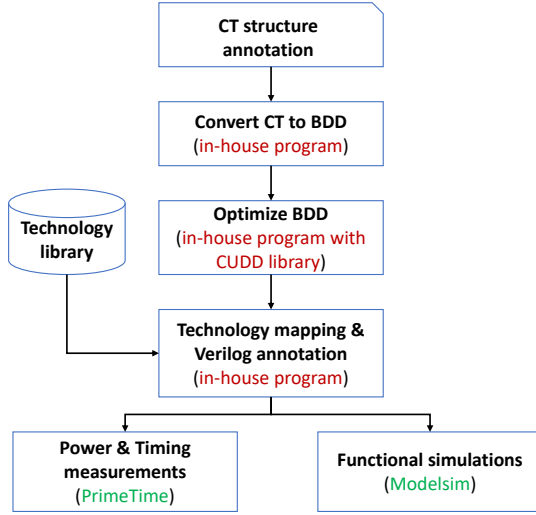 CT structure
annotation
Convert CT to BDD
(in-house program)
Technology
library
Optimize BDD
(in-house program with
CUDD library)
Technology mapping &
Verilog annotation
(in-house program)
Power & Timing
measurements
(PrimeTime)
Functional simulations
(Modelsim)